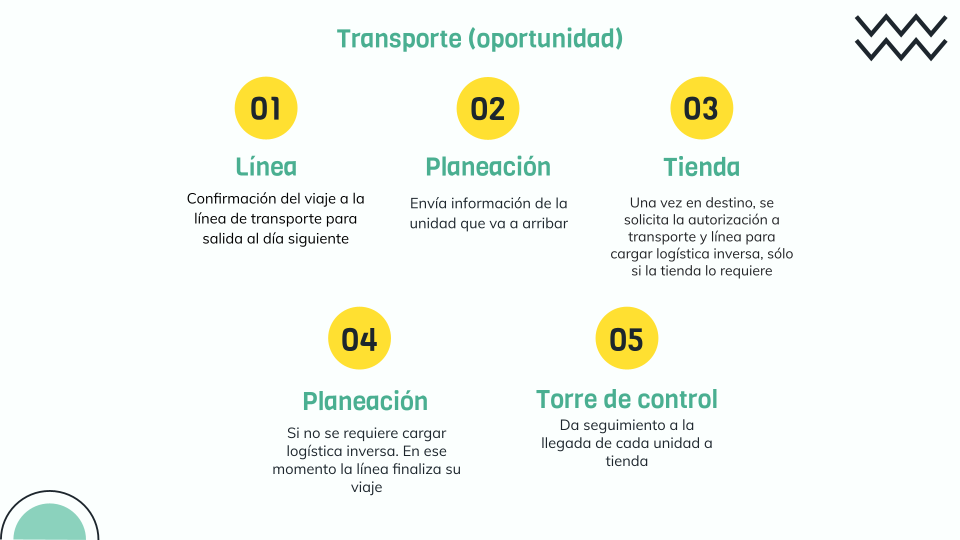 Transporte (oportunidad)
01
Línea
Confirmación del viaje a la
línea de transporte para
salida al día siguiente
02
Planeación
Envía información de la
unidad que va a arribar
03
Tienda
Una vez en destino, se
solicita la autorización a
transporte y línea para
cargar logística inversa, sólo
si la tienda lo requiere
04
Planeación
Si no se requiere cargar
logística inversa. En ese
momento la línea finaliza su
viaje
05
Torre de control
Da seguimiento a la
llegada de cada unidad a
tienda